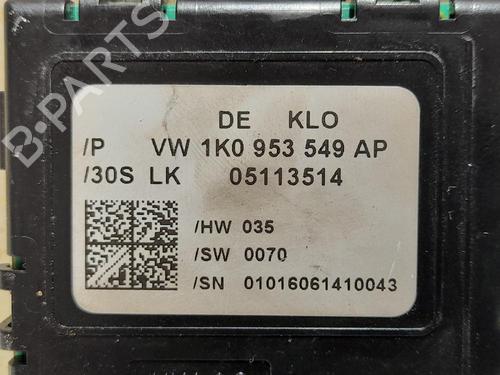 B-PARTS
DE KLO
/P VW 1K0 953 549 AP
/30S LK 05113514
/HW 035
/SW 0070
/SN 01016061410043